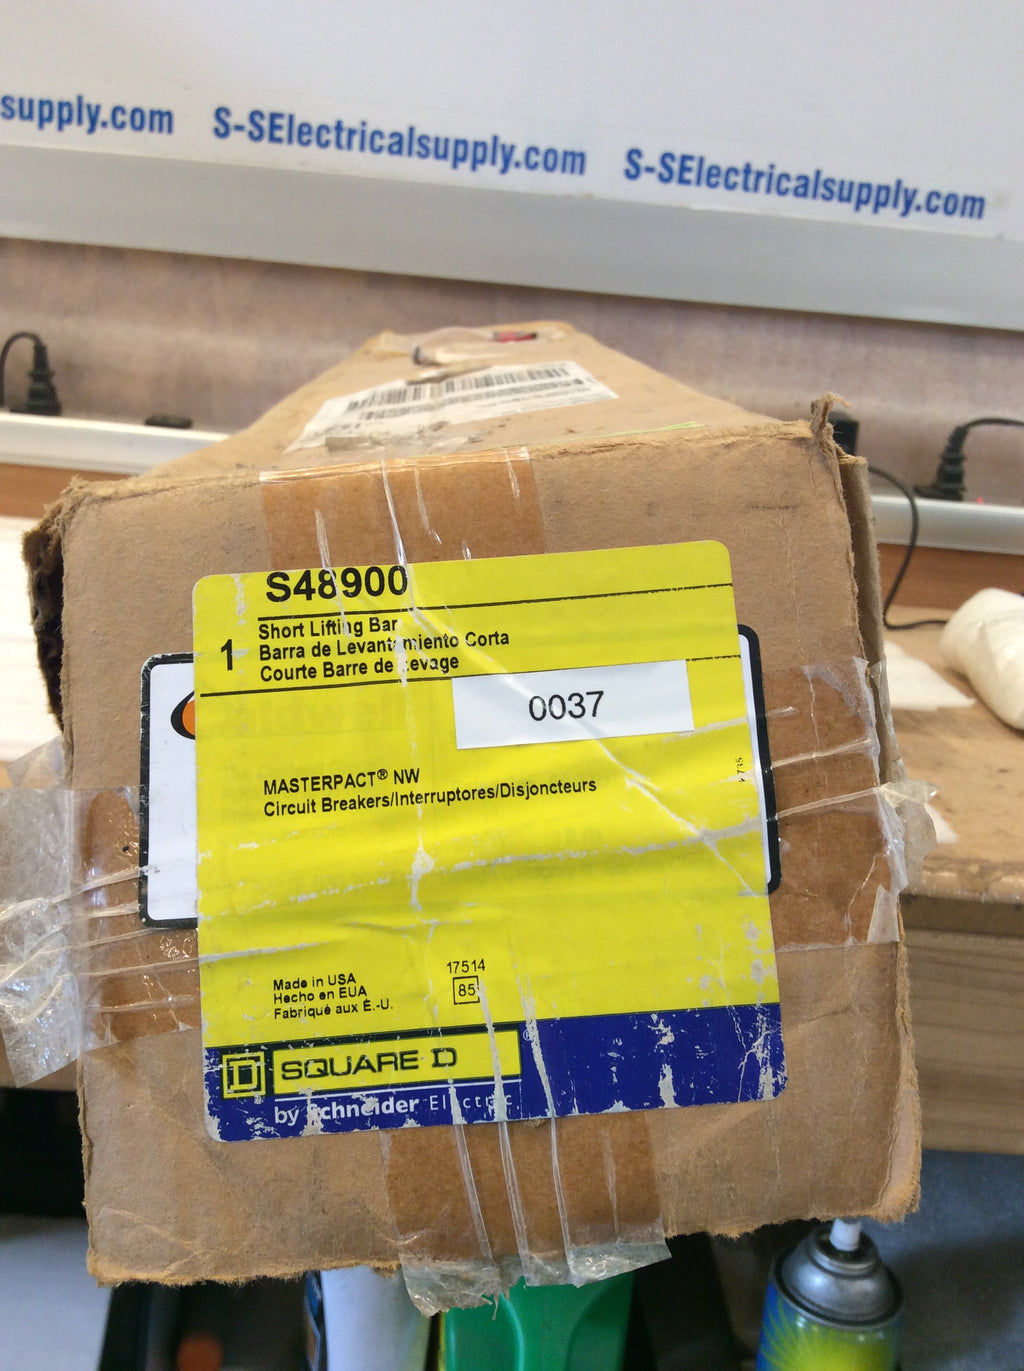 supply.com
S-SElectricalsupply.com
S-SElectricalsupply.com
S48900
1
Short Lifting Bar
Barra de Levantamiento Corta
Courte Barre de Levage
0037
MASTERPACT® NW
Circuit Breakers/Interruptores/Disjoncteurs
Made in USA
Hecho en EUA
Fabriqué aux É.-U.
17514
85
D SQUARE D
by Schneider Electric